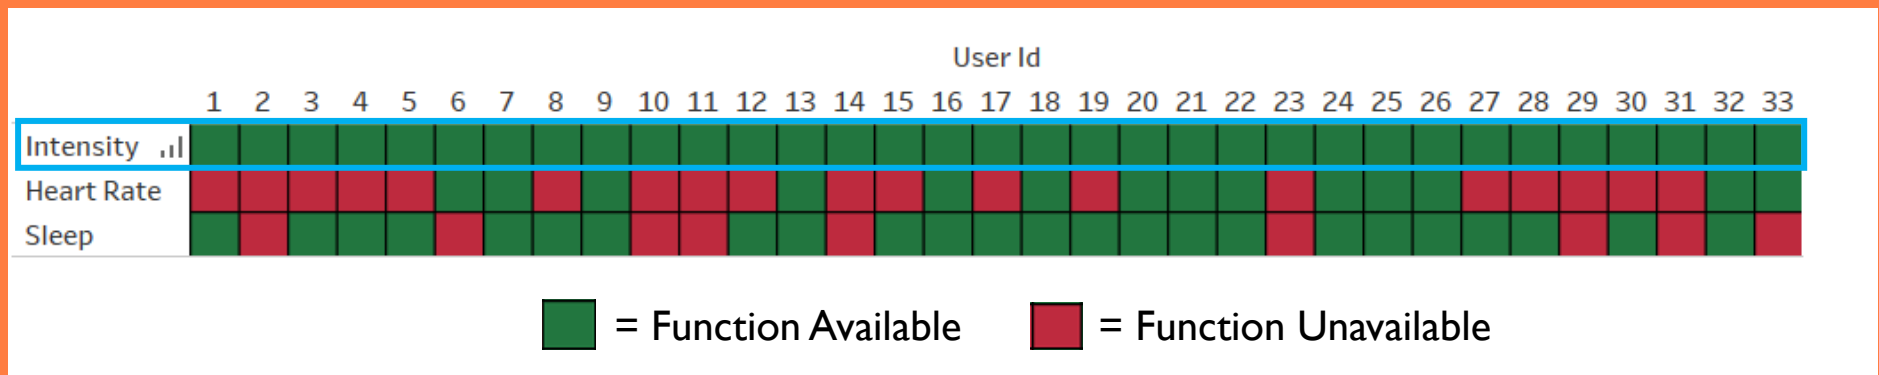 User Id
1 2 3 4 5 6 7 8 9 10 11 12 13 14 15 16 17 18 19 20 21 22 23 24 25 26 27 28 29 30 31 32 33
Intensity
Heart Rate
Sleep
= Function Available = Function Unavailable